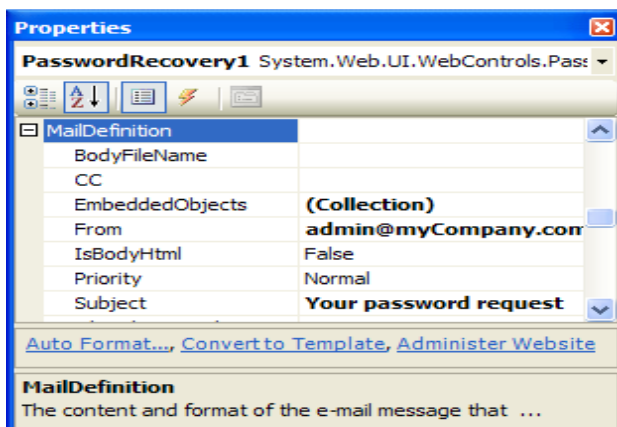 Properties
PasswordRecovery1 System.Web.UI.WebControls.Pas
MailDefinition
BodyFileName
CC
EmbeddedObjects (Collection)
From admin@myCompany.com
IsBodyHtml False
Priority Normal
Subject Your password request
Auto Format..., Convert to Template, Administer Website
MailDefinition
The content and format of the e-mail message that ...